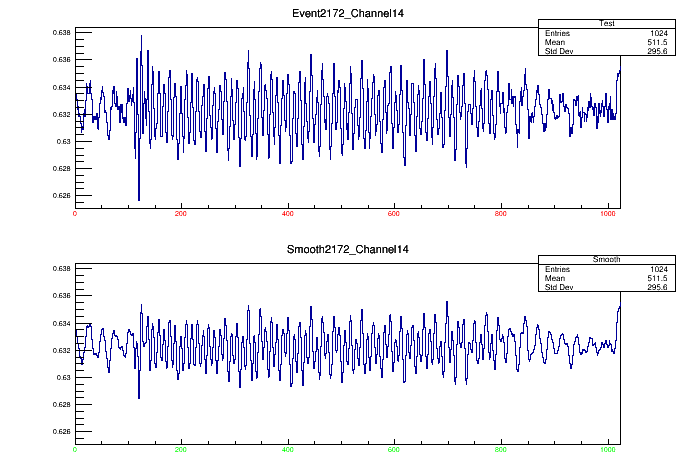 Event2172_Channel14
Test
Entries 1024
Mean 511.5
Std Dev 295.6
0.638
0.636
0.634
0.632
0.63
0.628
0.626
0 200 400 600 800 1000
Smooth2172_Channel14
Smooth
Entries 1024
Mean 511.5
Std Dev 295.6
0.638
0.636
0.634
0.632
0.63
0.628
0.626
0 200 400 600 800 1000